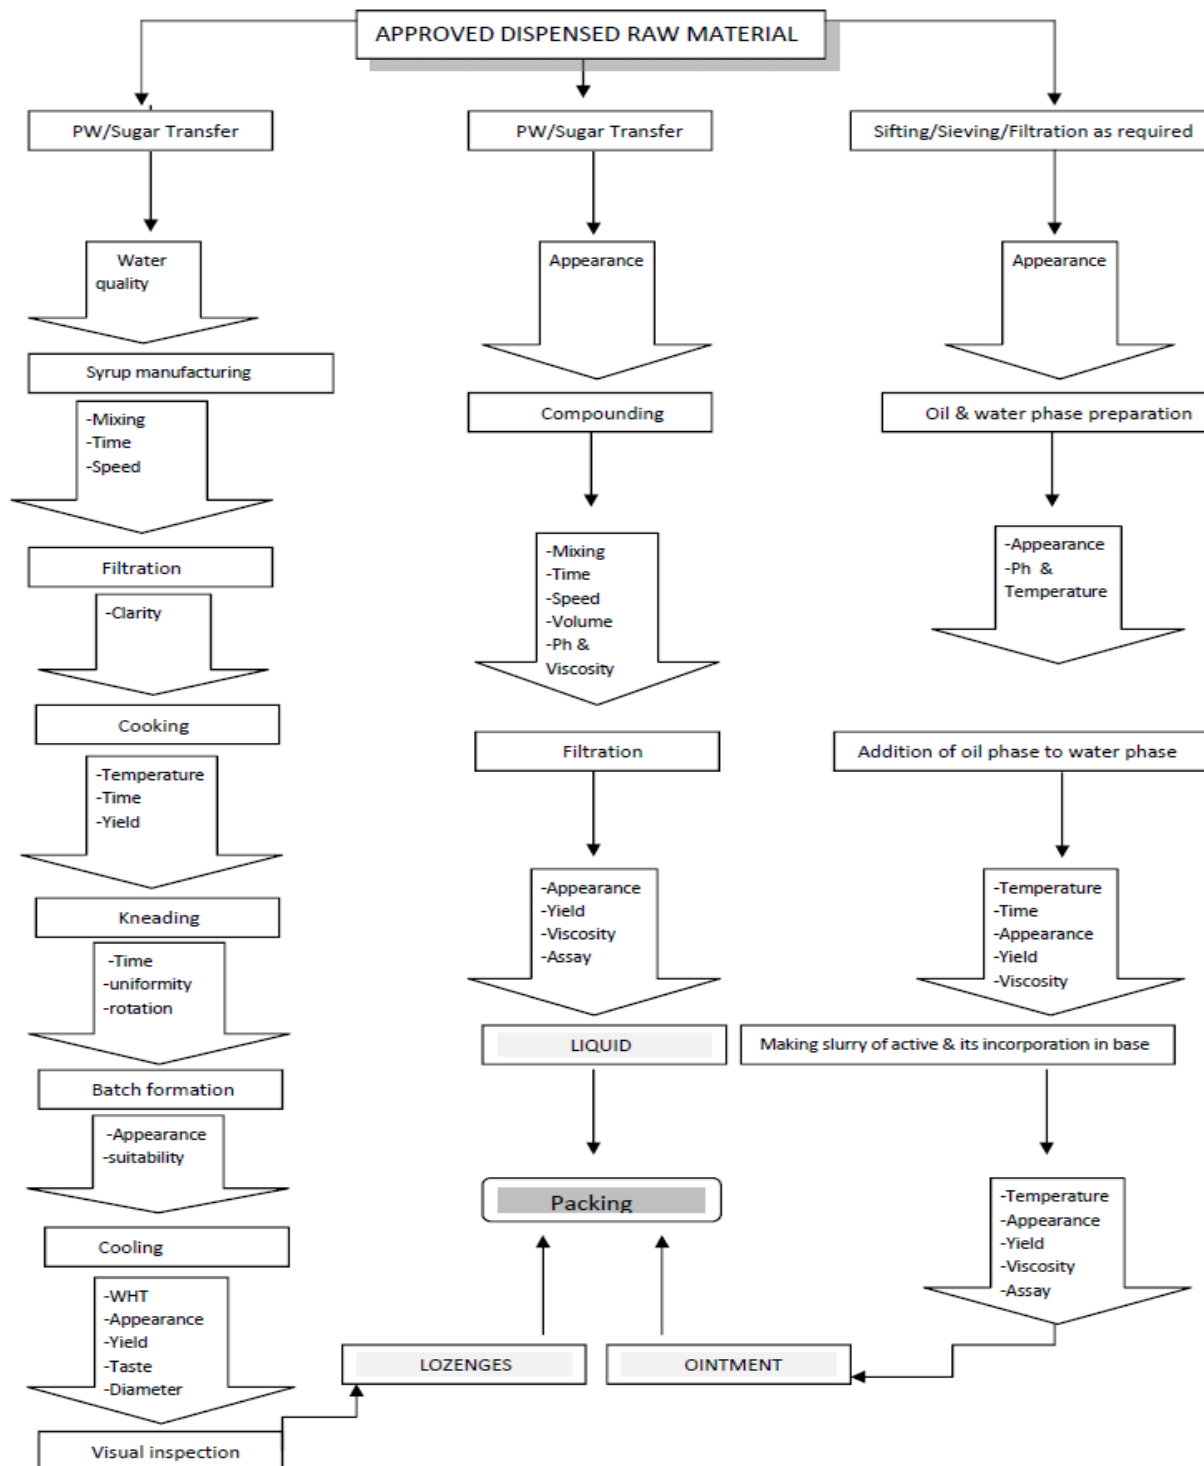 APPROVED DISPENSED RAW MATERIAL
PW/Sugar Transfer
PW/Sugar Transfer
Sifting/Sieving/Filtration as required
Water
quality
Appearance
Appearance
Syrup manufacturing
Compounding
Oil & water phase preparation
-Mixing
-Time
-Speed
-Mixing
-Time
-Speed
-Volume
-Ph &
Viscosity
-Appearance
-Ph &
Temperature
Filtration
-Clarity
Cooking
Filtration
Addition of oil phase to water phase
-Temperature
-Time
-Yield
-Appearance
-Yield
-Viscosity
-Assay
-Temperature
-Time
-Appearance
-Yield
-Viscosity
Kneading
-Time
-uniformity
-rotation
LIQUID
Making slurry of active & its incorporation in base
Batch formation
-Appearance
-suitability
Packing
-Temperature
-Appearance
-Yield
-Viscosity
-Assay
Cooling
-WHT
-Appearance
-Yield
-Taste
-Diameter
LOZENGES
OINTMENT
Visual inspection